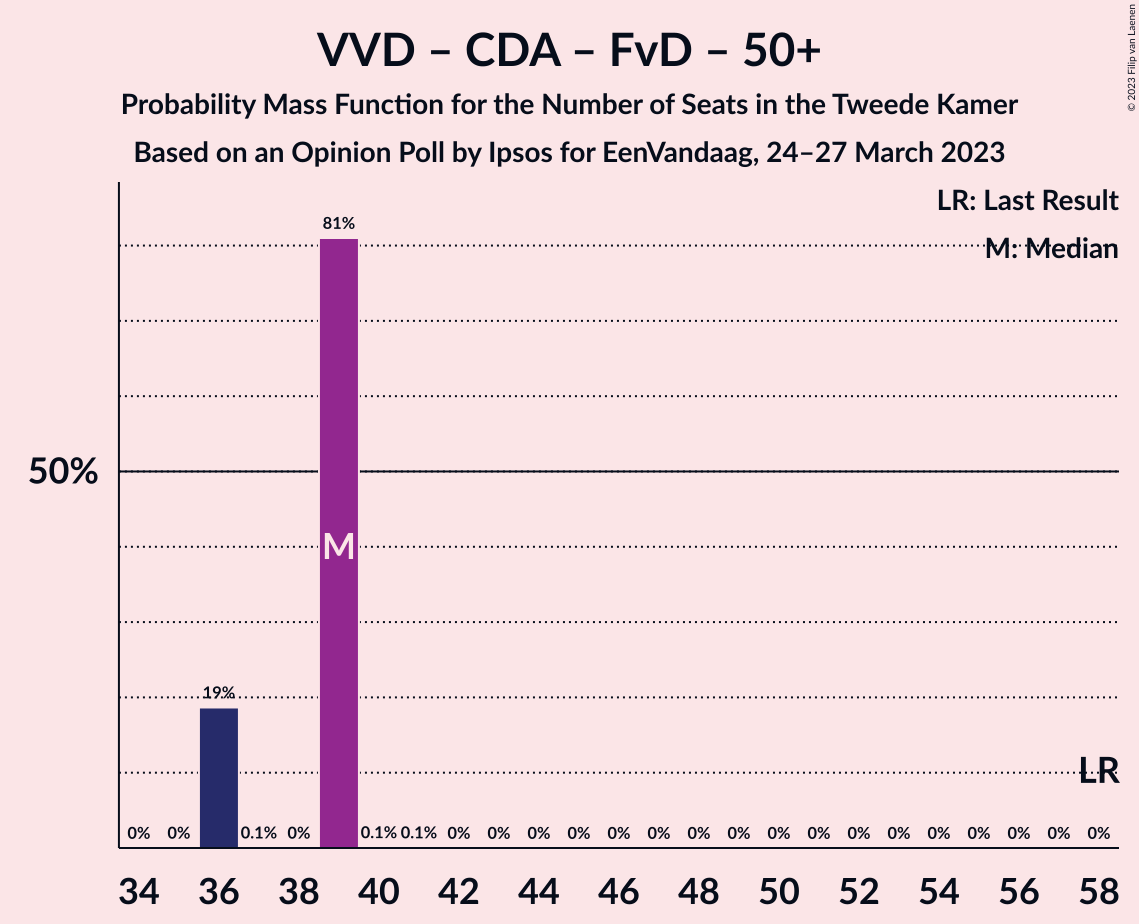 VVD – CDA – FvD – 50+
Probability Mass Function for the Number of Seats in the Tweede Kamer
Based on an Opinion Poll by Ipsos for EenVandaag, 24–27 March 2023
© 2023 Filip van Laenen
LR: Last Result
M: Median
81%
50%
M
19%
LR
0% 0% 0.1% 0% 0.1% 0.1% 0% 0% 0% 0% 0% 0% 0% 0% 0% 0% 0% 0% 0% 0% 0% 0% 0%
34 36 38 40 42 44 46 48 50 52 54 56 58